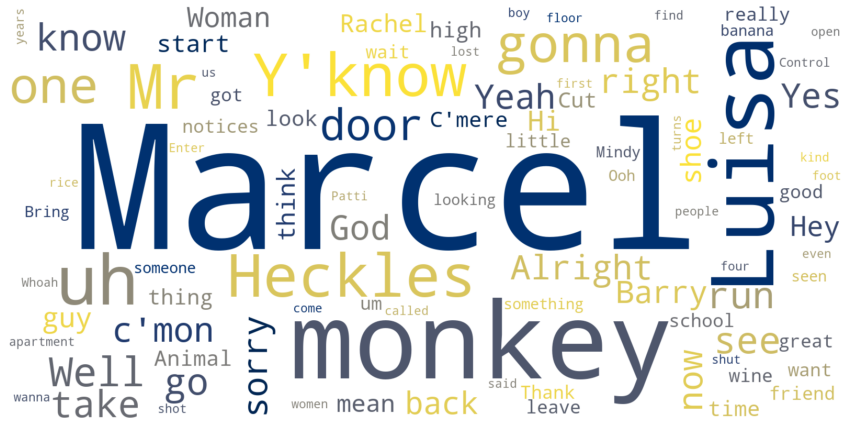 years
know
Woman
start
Rachel
high
wait
lost
boy
floor
find
really
banana
open
one
Mr
us
got
Y'know
gonna
first
right
Control
Yes
Yeah
Cut
notices
look
door
C'mere
Hi
little
shoe
turns
left
Luisa
Enter
Marcel
Mindy
Ooh
kind
foot
rice
think
Patti
looking
good
Bring
God
people
Hey
uh
someone
Heckles
Alright
four
even
seen
Whoah
thing
come
um
called
something
Barry
run
guy
c'mon
sorry
monkey
school
see
great
apartment
Animal
Well
go
said
Thank
now
shut
wine
want
wanna
take
shot
women
mean
back
leave
time
friend